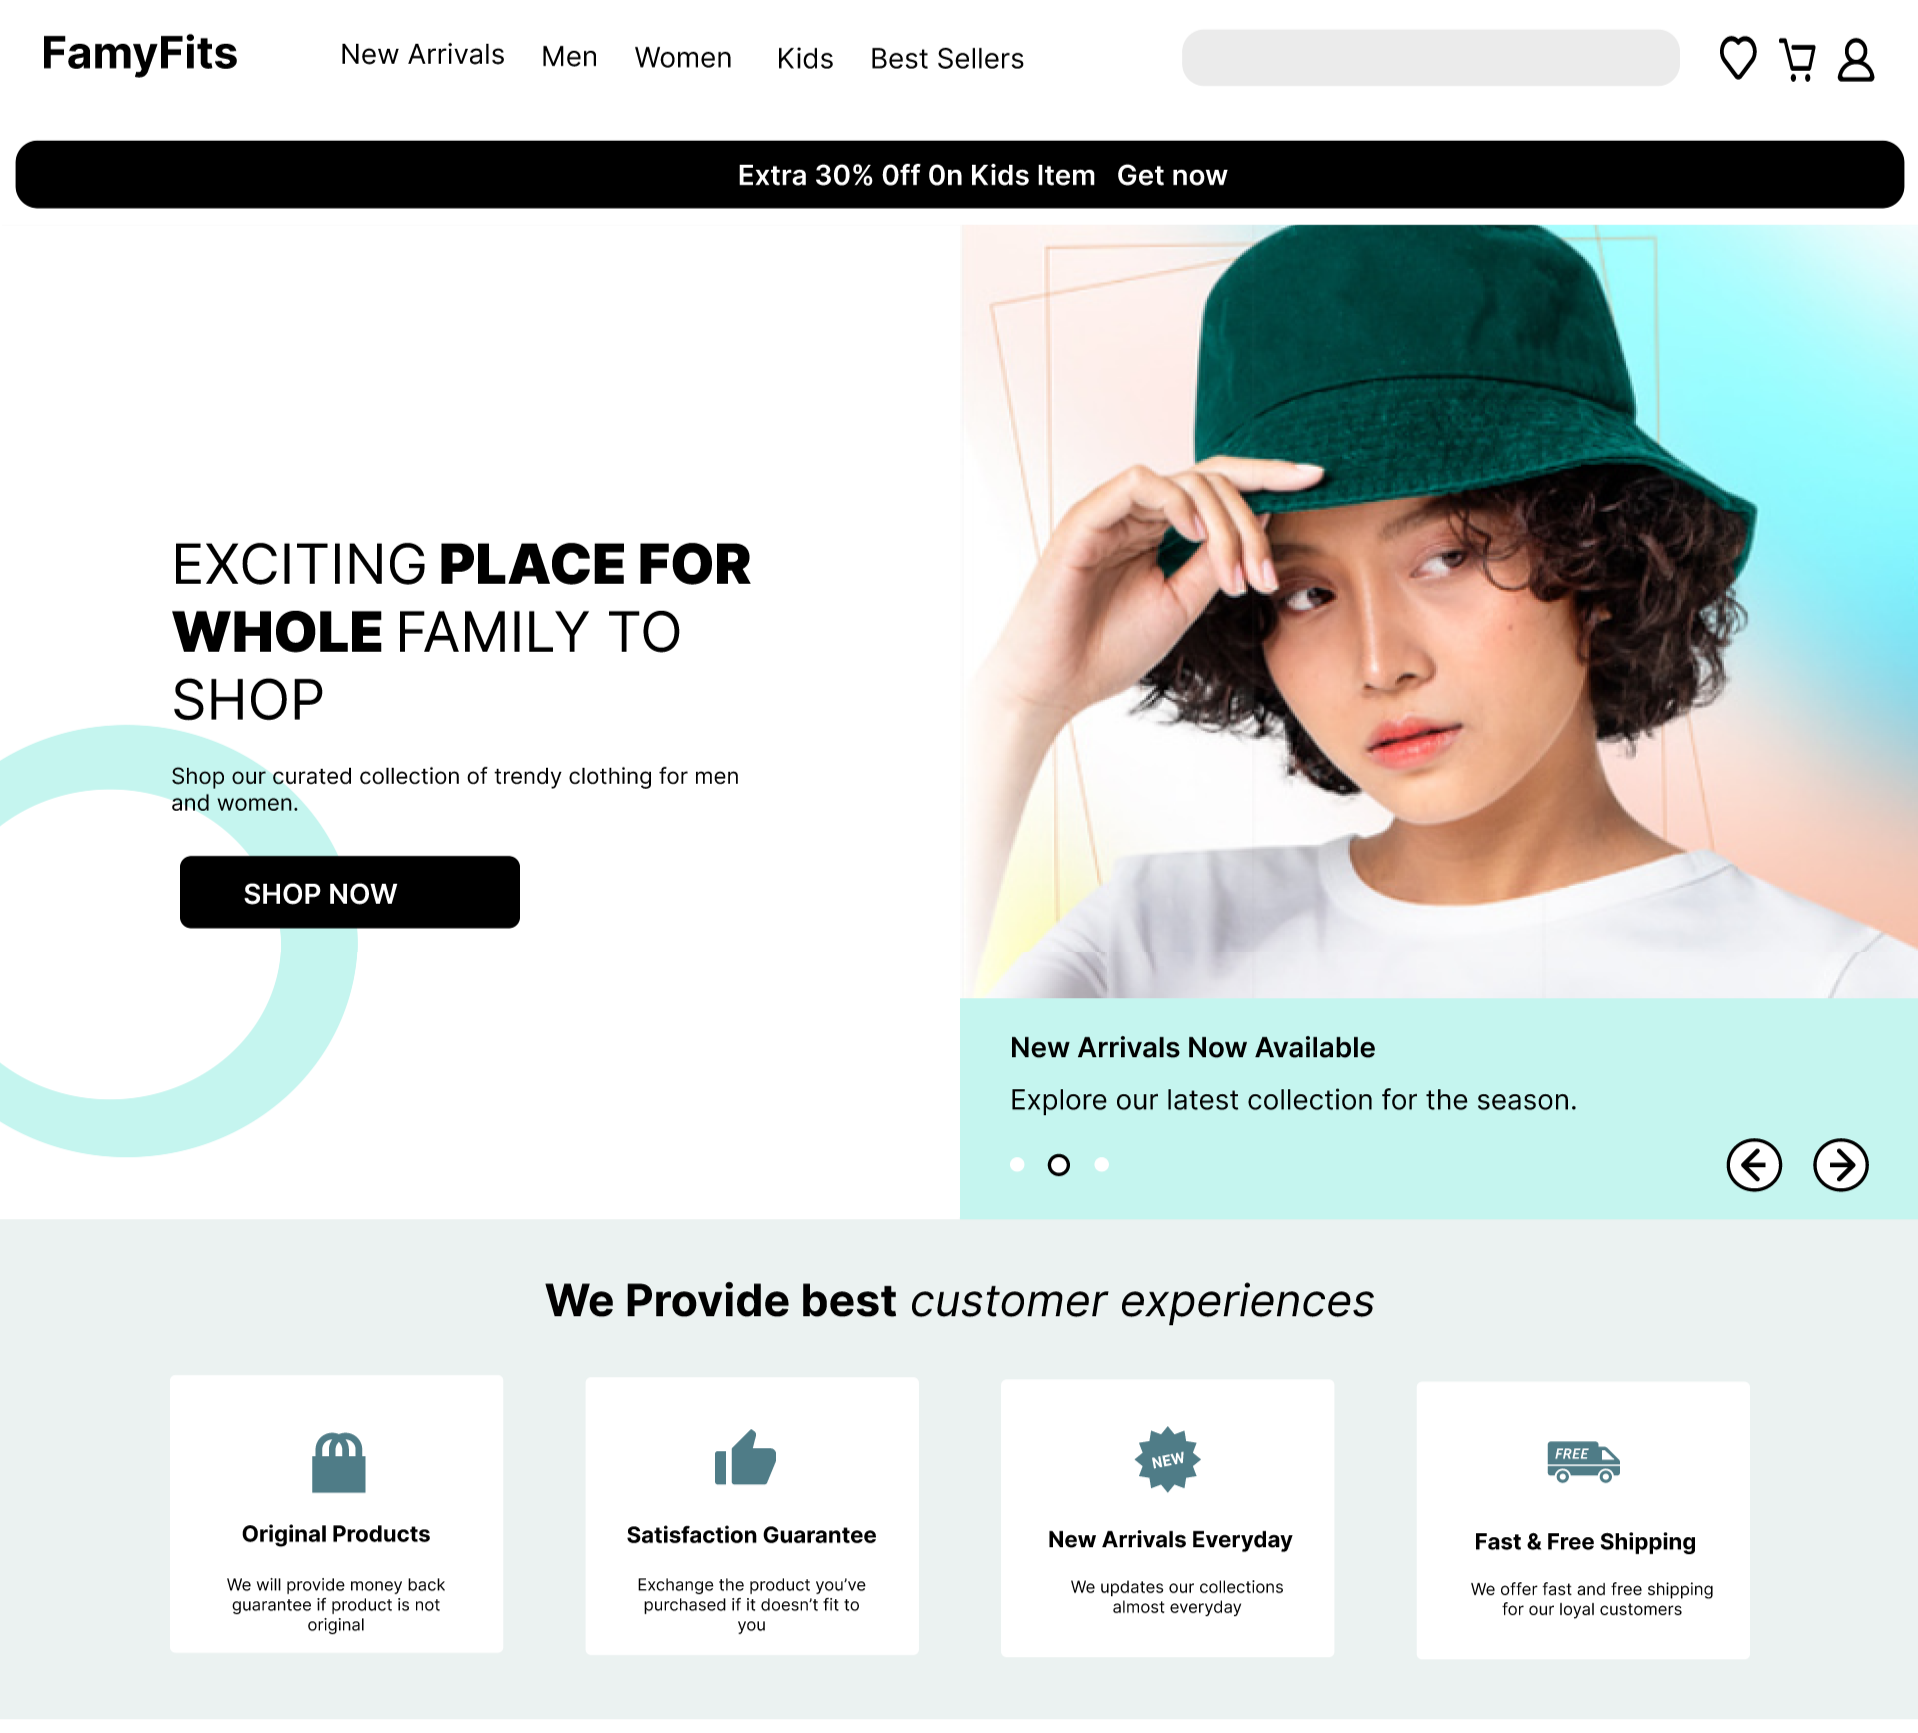 FamyFits
New Arrivals
Men
Women
Kids
Best Sellers
Extra 30% Off On Kids Item Get now
EXCITING PLACE FOR
WHOLE FAMILY TO
SHOP
Shop our curated collection of trendy clothing for men
and women.
SHOP NOW
New Arrivals Now Available
Explore our latest collection for the season.
We Provide best customer experiences
Original Products
We will provide money back
guarantee if product is not
original
Satisfaction Guarantee
Exchange the product you’ve
purchased if it doesn’t fit to
you
NEW
New Arrivals Everyday
We updates our collections
almost everyday
FREE
Fast & Free Shipping
We offer fast and free shipping
for our loyal customers